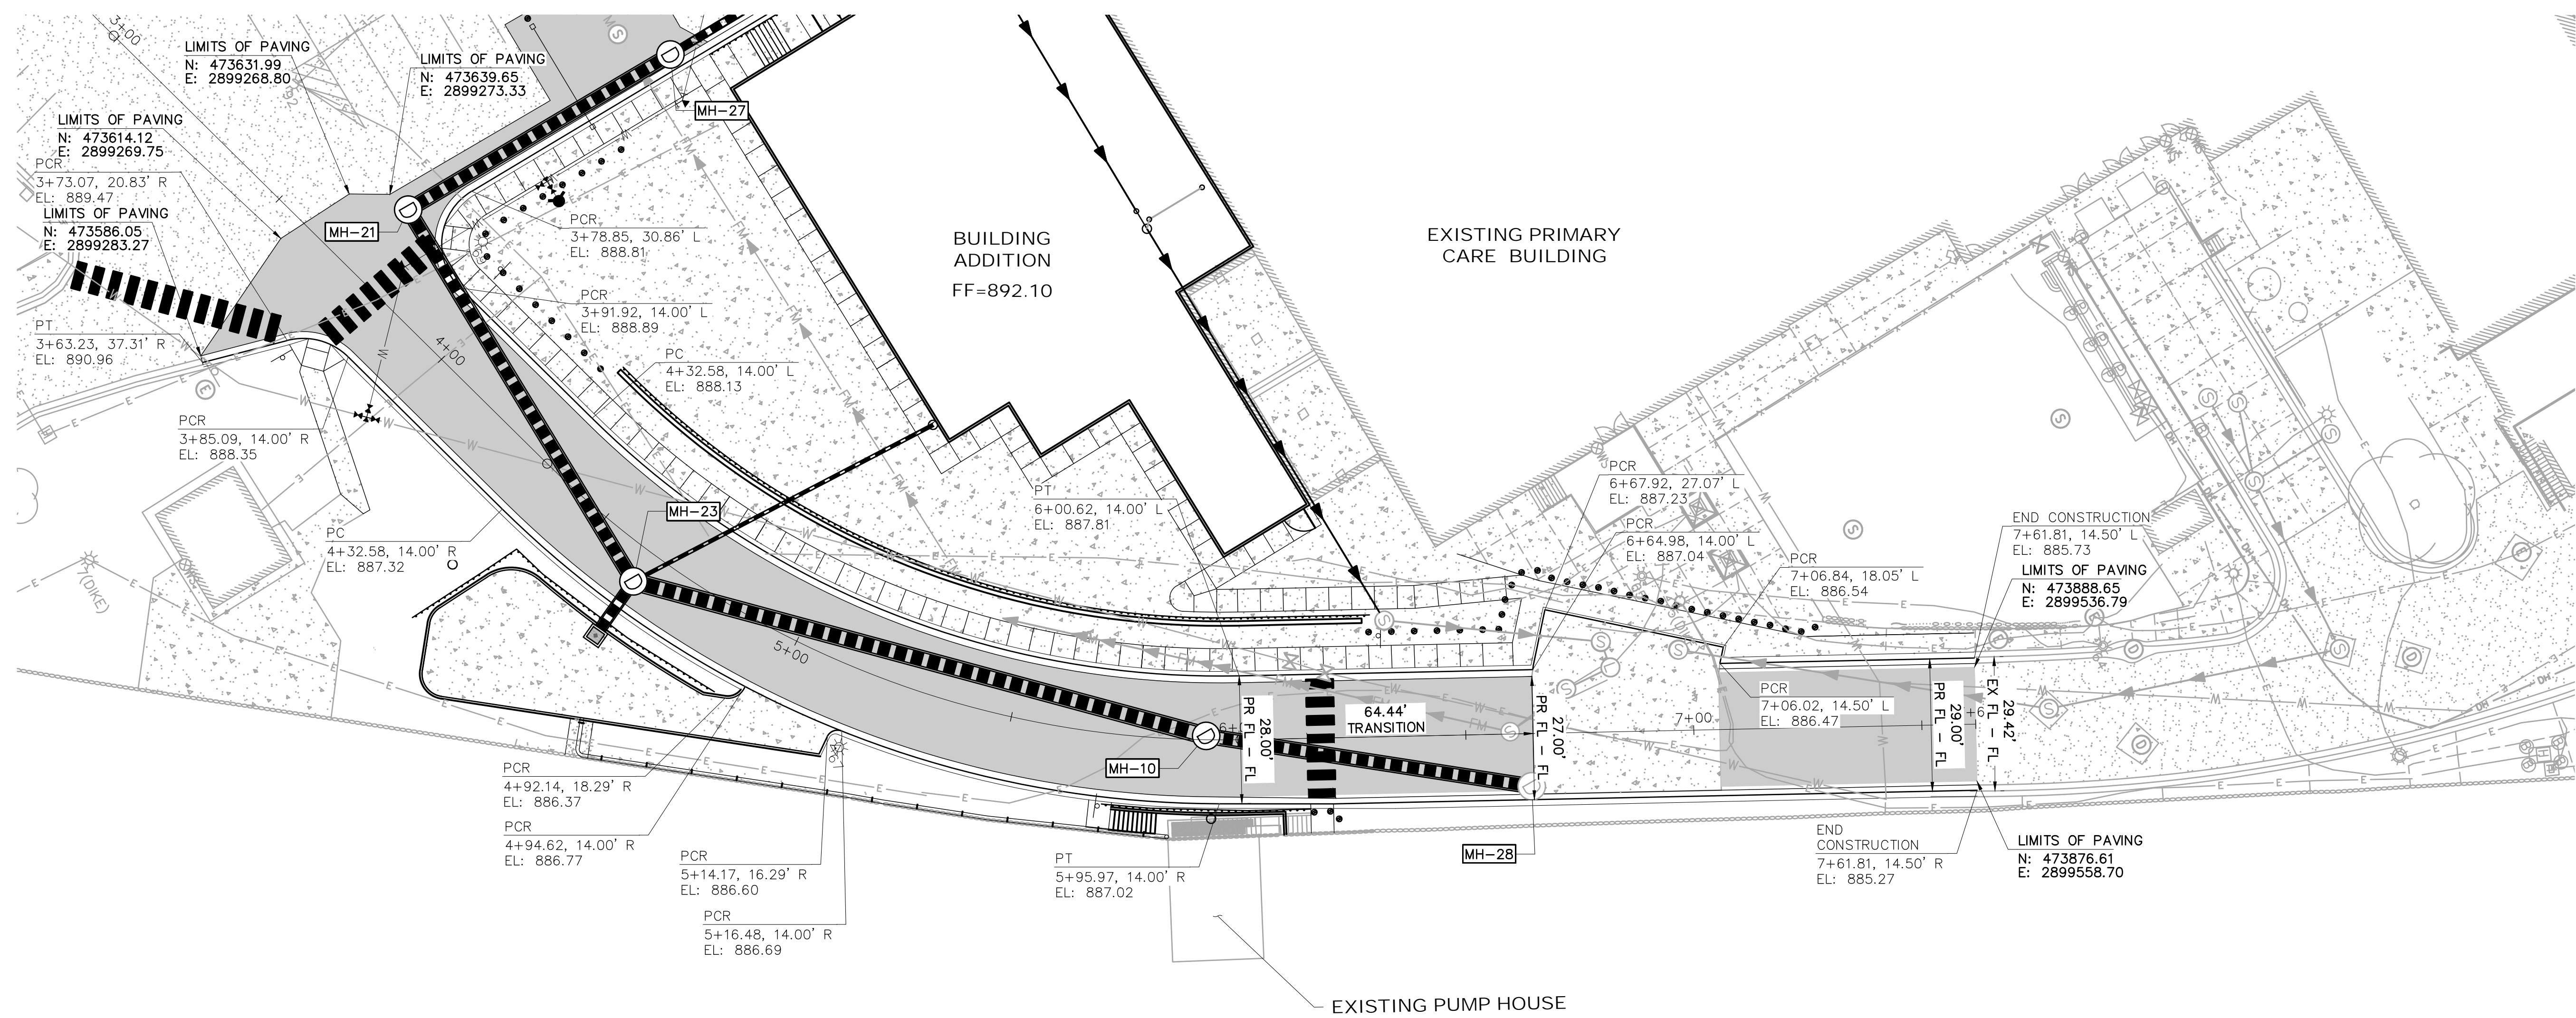 3+00
LIMITS OF PAVING
N: 473631.99
E: 2899268.80
LIMITS OF PAVING
N: 473639.65
E: 2899273.33
LIMITS OF PAVING
N: 473614.12
E: 2899269.75
PCR
3+73.07, 20.83' R
EL: 889.47
LIMITS OF PAVING
N: 473586.05
E: 2899283.27
PT
3+63.23, 37.31' R
EL: 890.96
MH-27
MH-21
PCR
3+78.85, 30.86' L
EL: 888.81
PCR
3+91.92, 14.00' L
EL: 888.89
PC
4+32.58, 14.00' L
EL: 888.13
4+00
BUILDING
ADDITION
FF=892.10
EXISTING PRIMARY
CARE BUILDING
PCR
3+85.09, 14.00' R
EL: 888.35
PC
4+32.58, 14.00' R
EL: 887.32
MH-23
(DIKE)
PT
6+00.62, 14.00' L
EL: 887.81
PCR
6+67.92, 27.07' L
EL: 887.23
PCR
6+64.98, 14.00' L
EL: 887.04
PCR
7+06.84, 18.05' L
EL: 886.54
END CONSTRUCTION
7+61.81, 14.50' L
EL: 885.73
LIMITS OF PAVING
N: 473888.65
E: 2899536.79
5+00
28.00'
PR FL - FL
64.44'
TRANSITION
27.00'
PR FL - FL
7+00
PCR
7+06.02, 14.50' L
EL: 886.47
29.00'
PR FL - FL
29.42'
EX FL - FL
MH-10
MH-28
PCR
4+92.14, 18.29' R
EL: 886.37
PCR
4+94.62, 14.00' R
EL: 886.77
PCR
5+14.17, 16.29' R
EL: 886.60
PCR
5+16.48, 14.00' R
EL: 886.69
PT
5+95.97, 14.00' R
EL: 887.02
END
CONSTRUCTION
7+61.81, 14.50' R
EL: 885.27
LIMITS OF PAVING
N: 473876.61
E: 2899558.70
EXISTING PUMP HOUSE